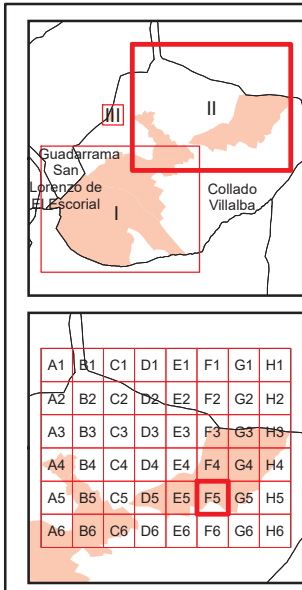 II
III
Guadarrama
San
Lorenzo de
El Escorial
Collado
Villalba
I
A1 B1 C1 D1 E1 F1 G1 H1
A2 B2 C2 D2 E2 F2 G2 H2
A3 B3 C3 D3 E3 F3 G3 H3
A4 B4 C4 D4 E4 F4 G4 H4
A5 B5 C5 D5 E5 F5 G5 H5
A6 B6 C6 D6 E6 F6 G6 H6